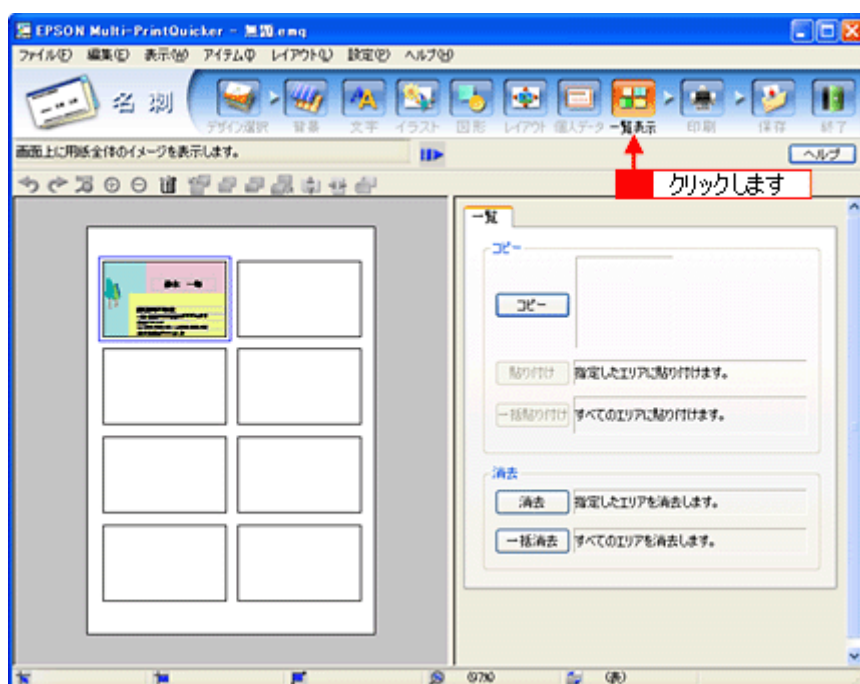 EPSON Multi-PrintQuicker - 無題.emq
ファイル(F) 編集(E) 表示(W) アイテム(I) レイアウト(L) 設定(P) ヘルプ(H)
名刺
デザイン選択 背景 文字 イラスト 図形 レイアウト 個人データ 一覧表示 印刷 保存 終了
画面上に用紙全体のイメージを表示します。
ヘルプ
クリックします
一覧
コピー
コピー
貼り付け 指定したエリアに貼り付けます。
一括貼り付け すべてのエリアに貼り付けます。
消去
消去 指定したエリアを消去します。
一括消去 すべてのエリアを消去します。
(97%) (表)